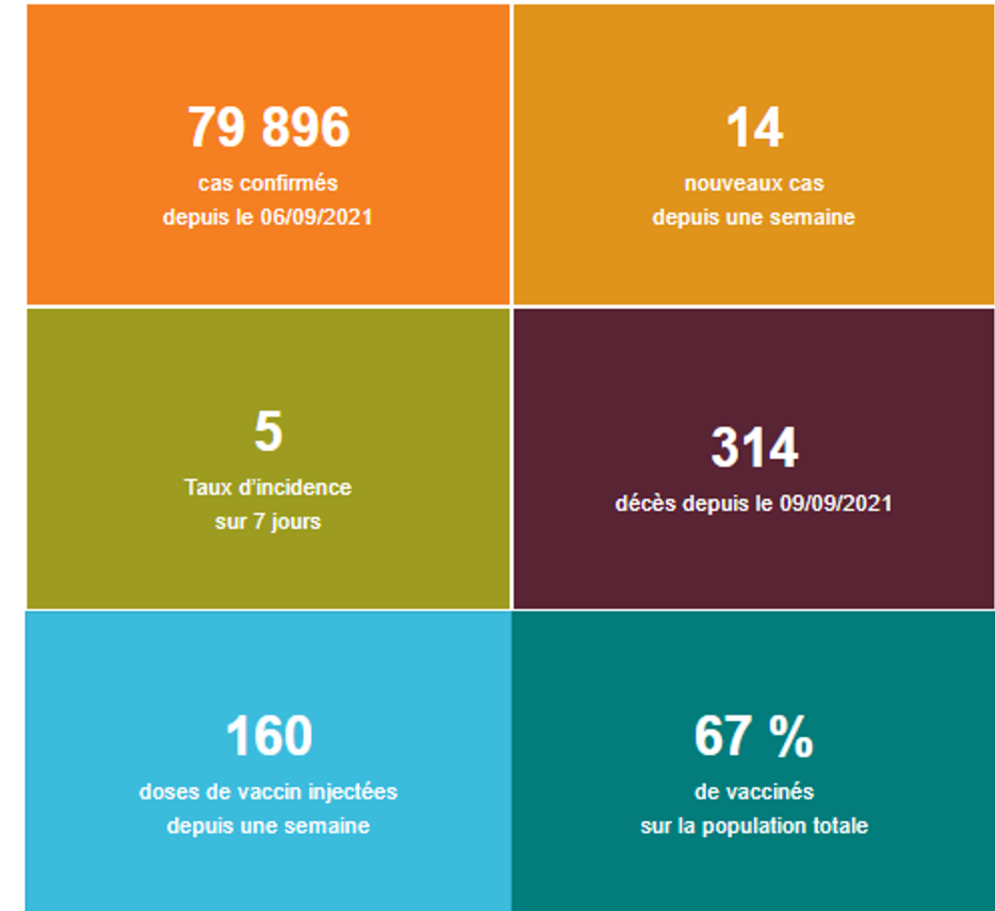 79 896
cas confirmés
depuis le 06/09/2021
14
nouveaux cas
depuis une semaine
5
Taux d'incidence
sur 7 jours
314
décès depuis le 09/09/2021
160
doses de vaccin injectées
depuis une semaine
67 %
de vaccinés
sur la population totale